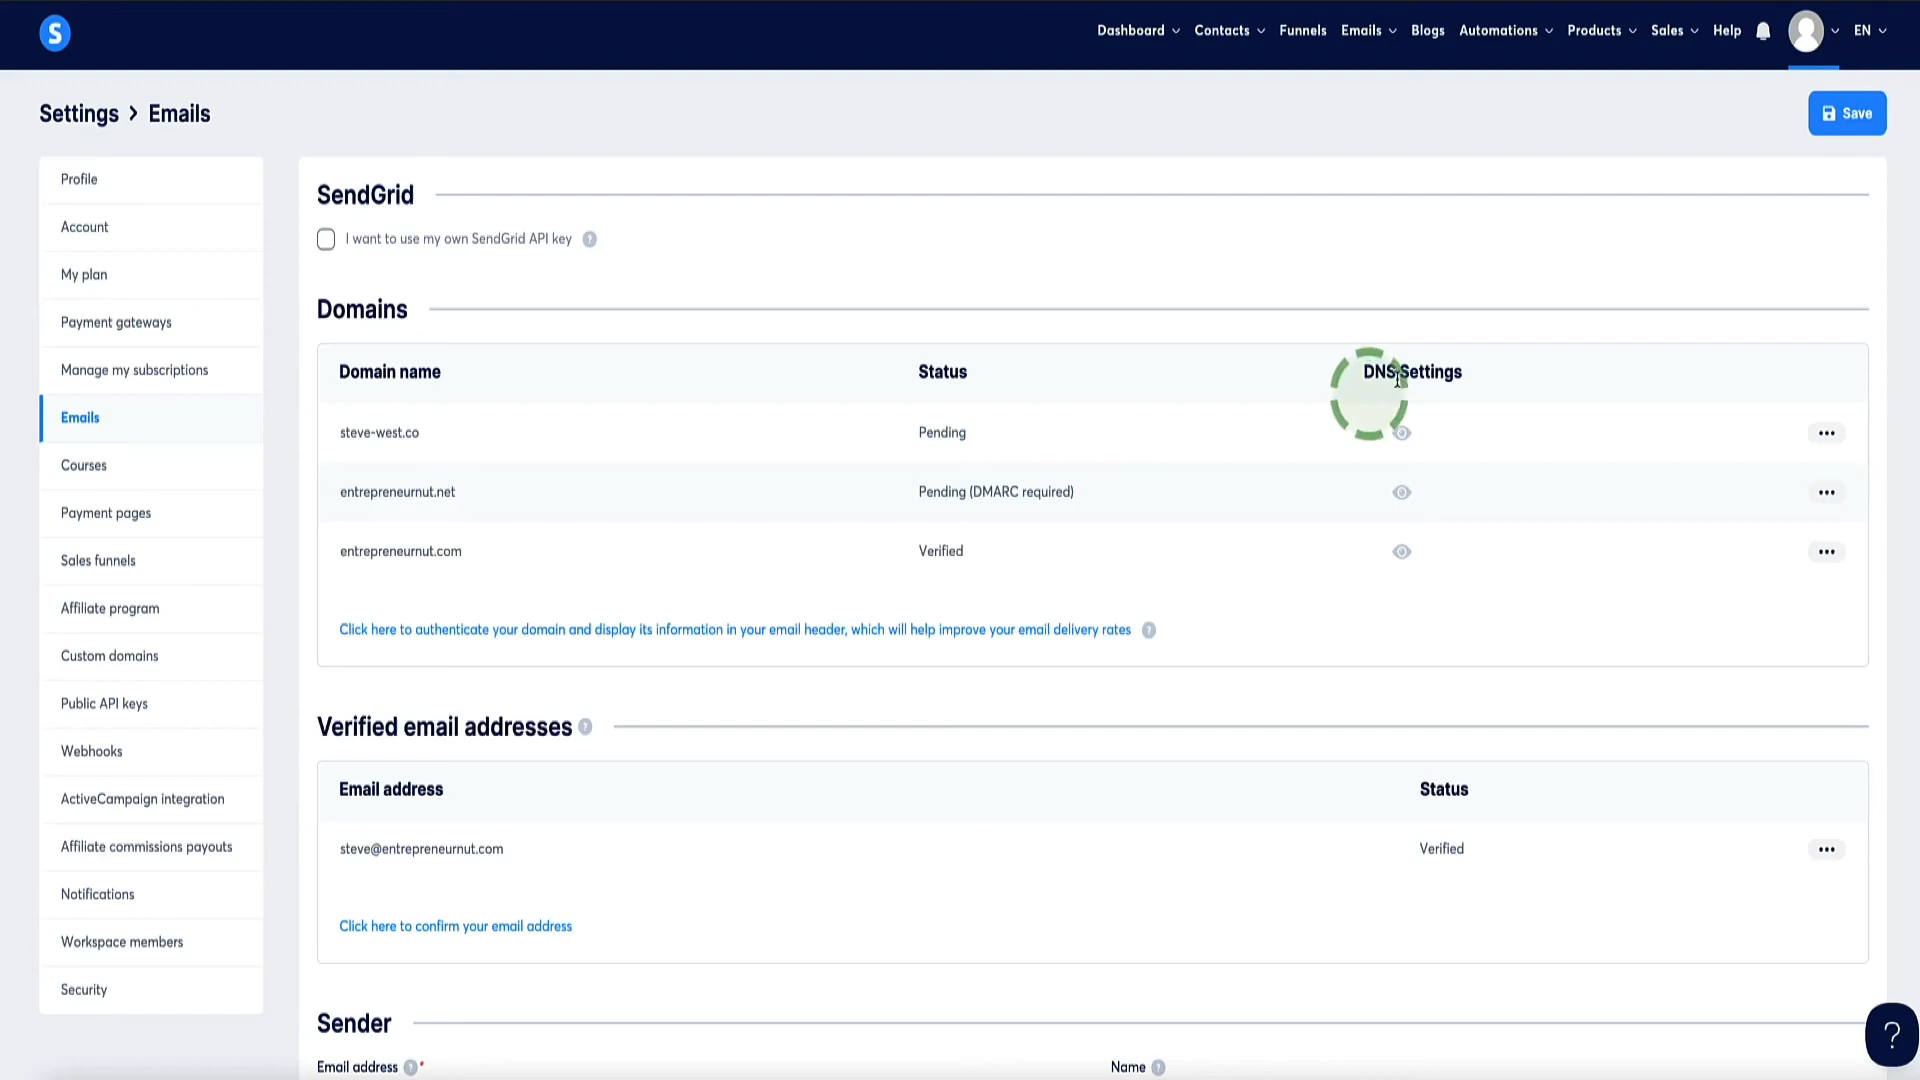 S
Dashboard
Contacts
Funnels
Emails
Blogs
Automations
Products
Sales
Help
EN
Settings > Emails
Save
Profile
Account
My plan
Payment gateways
Manage my subscriptions
Emails
Courses
Payment pages
Sales funnels
Affiliate program
Custom domains
Public API keys
Webhooks
ActiveCampaign integration
Affiliate commissions payouts
Notifications
Workspace members
Security
SendGrid
I want to use my own SendGrid API key ?
Domains
Domain name Status DNS Settings
steve-west.co Pending
entrepreneurnut.net Pending (DMARC required)
entrepreneurnut.com Verified
Click here to authenticate your domain and display its information in your email header, which will help improve your email delivery rates ?
Verified email addresses ?
Email address Status
steve@entrepreneurnut.com Verified
Click here to confirm your email address
Sender
Email address ? *
Name ?
?